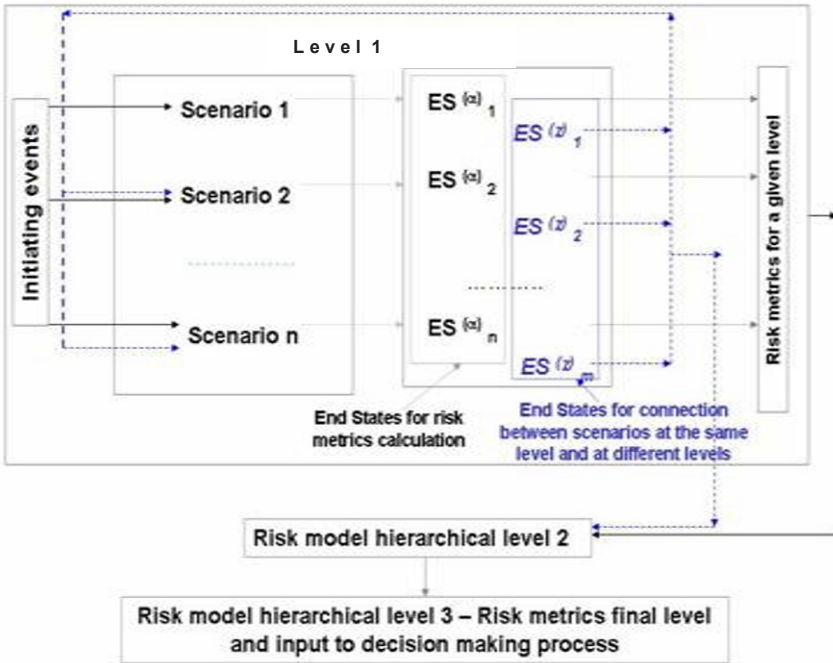 Level 1
Initiating events
Scenario 1
Scenario 2
Scenario n
ES (α) 1
ES (α) 2
ES (α) n
ES (z) 1
ES (z) 2
ES (z) m
Risk metrics for a given level
End States for risk
metrics calculation
End States for connection
between scenarios at the same
level and at different levels
Risk model hierarchical level 2
Risk model hierarchical level 3 – Risk metrics final level
and input to decision making process